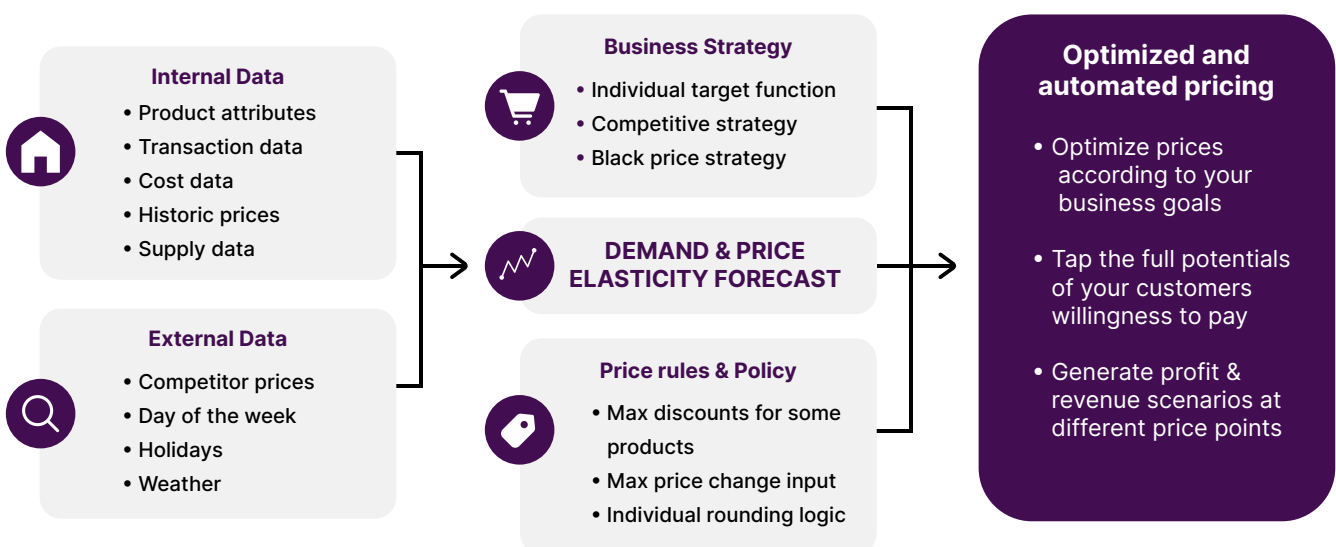 Internal Data
• Product attributes
• Transaction data
• Cost data
• Historic prices
• Supply data
External Data
• Competitor prices
• Day of the week
• Holidays
• Weather
Business Strategy
• Individual target function
• Competitive strategy
• Black price strategy
DEMAND & PRICE
ELASTICITY FORECAST
Price rules & Policy
• Max discounts for some
products
• Max price change input
• Individual rounding logic
Optimized and
automated pricing
• Optimize prices
according to your
business goals
• Tap the full potentials
of your customers
willingness to pay
• Generate profit &
revenue scenarios at
different price points